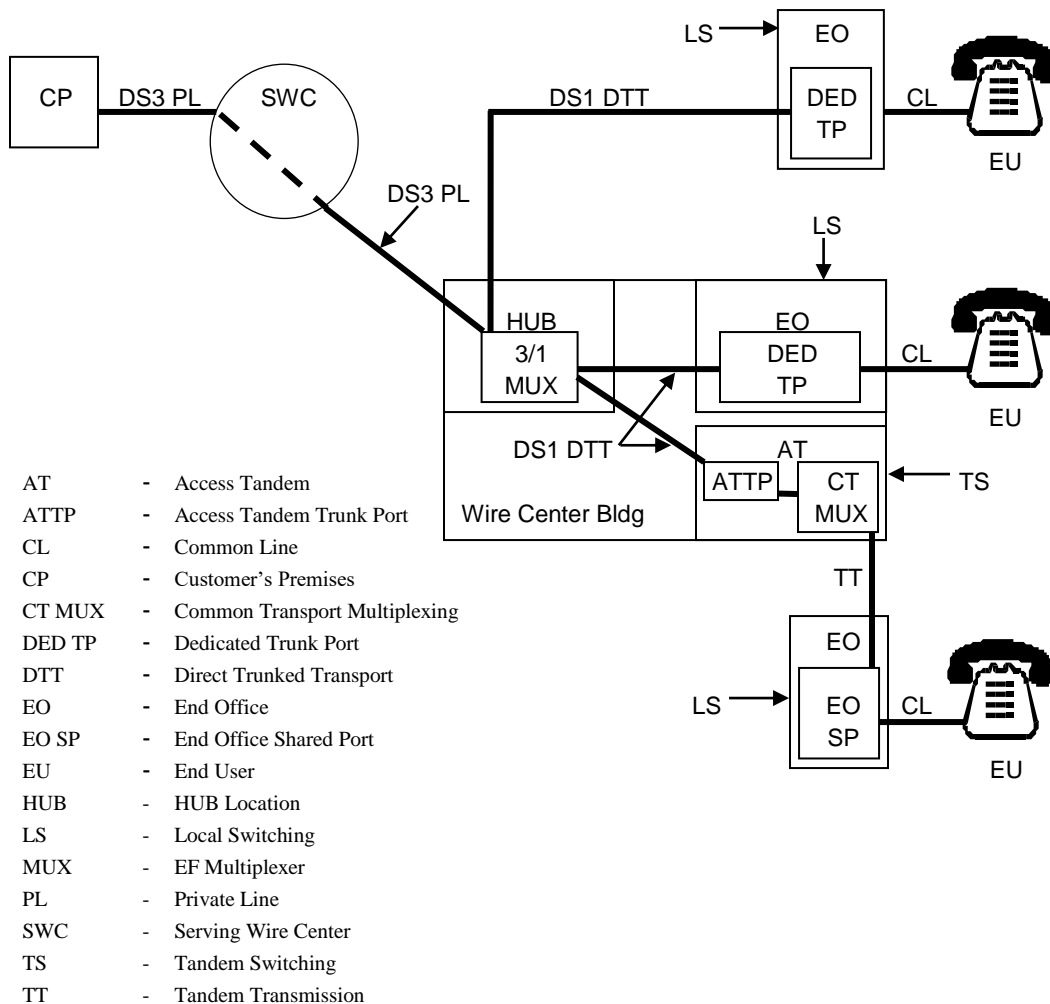 LS
EO
CP
DS3 PL
SWC
DS1 DTT
DED
TP
CL
EU
DS3 PL
LS
HUB
3/1
MUX
EO
DED
TP
CL
EU
DS1 DTT
AT
ATTP
CT
MUX
TS
Wire Center Bldg
TT
EO
LS
EO
SP
CL
EU
AT - Access Tandem
ATTP - Access Tandem Trunk Port
CL - Common Line
CP - Customer's Premises
CT MUX - Common Transport Multiplexing
DED TP - Dedicated Trunk Port
DTT - Direct Trunked Transport
EO - End Office
EO SP - End Office Shared Port
EU - End User
HUB - HUB Location
LS - Local Switching
MUX - EF Multiplexer
PL - Private Line
SWC - Serving Wire Center
TS - Tandem Switching
TT - Tandem Transmission